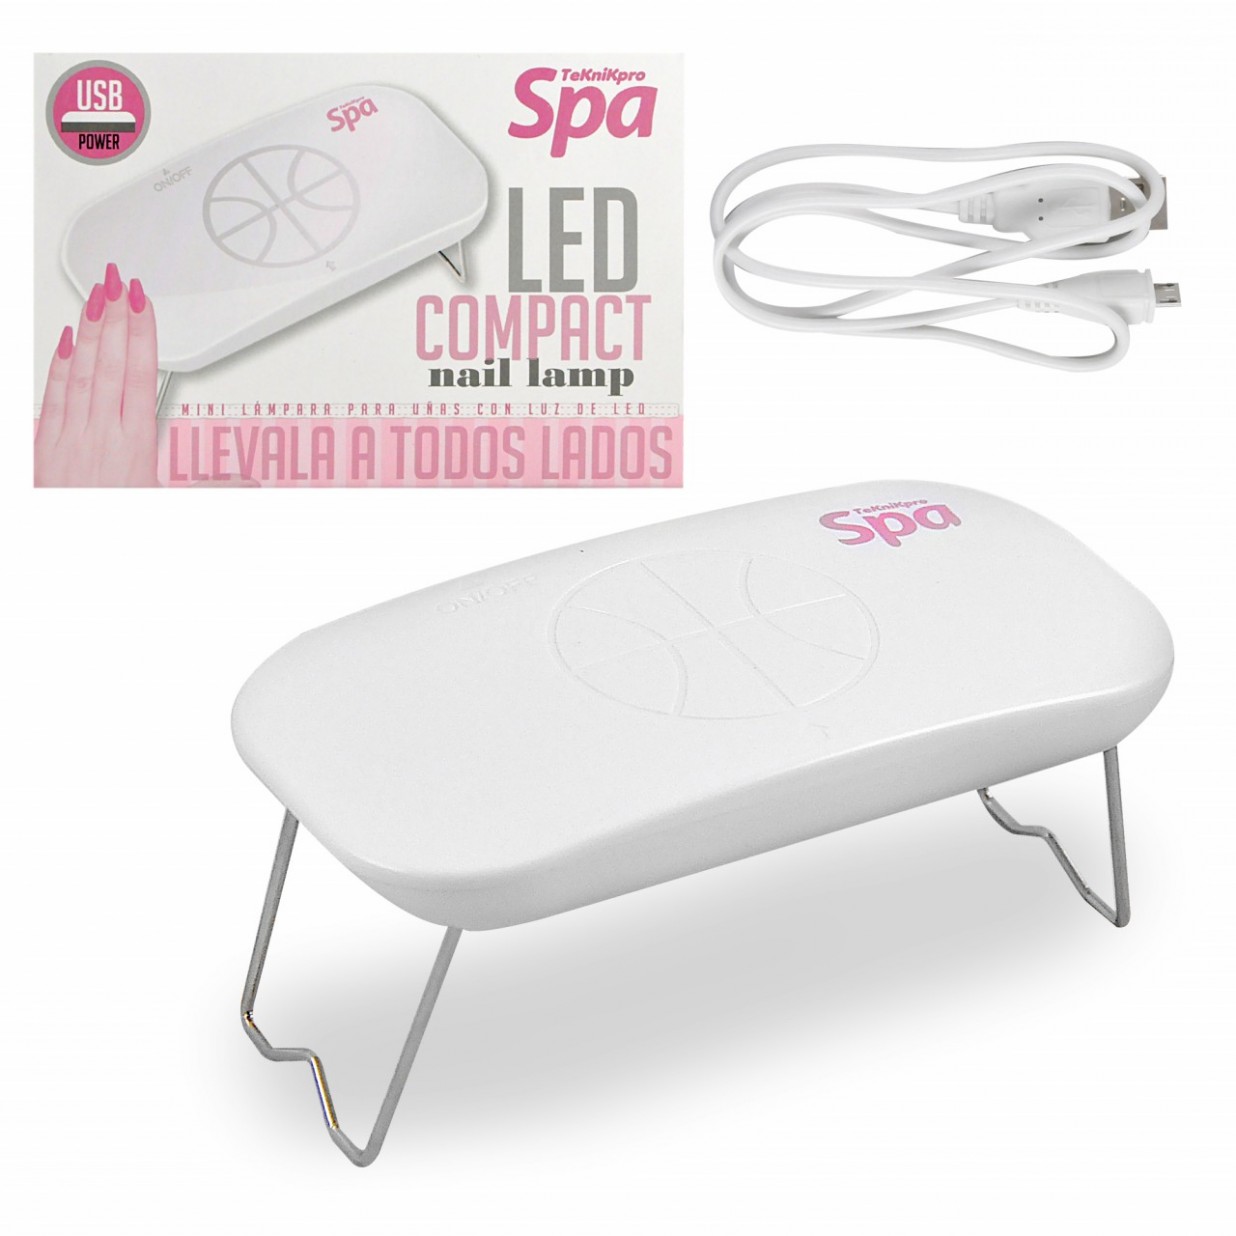 USB
POWER
TeKniKpro
Spa
ON/OFF
TeKniKpro
Spa
LED
COMPACT
nail lamp
MINI LÁMPARA PARA UÑAS CON LUZ DE LED
LLEVALA A TODOS LADOS
TeKniKpro
Spa
ON/OFF